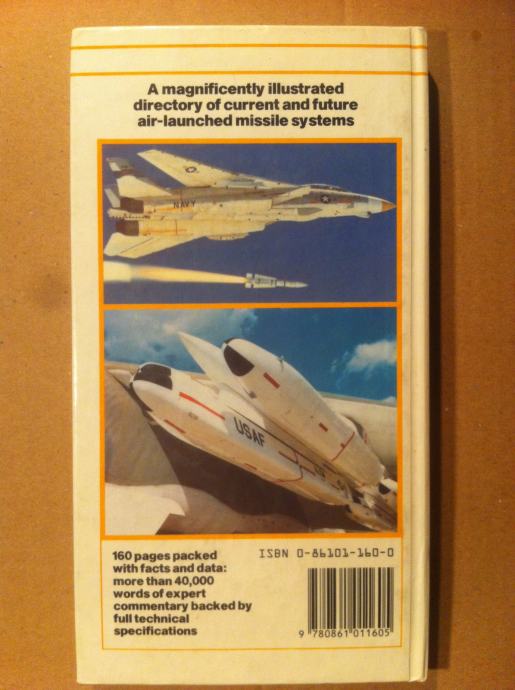 A magnificently illustrated
directory of current and future
air-launched missile systems
NAVY
USAF
160 pages packed
with facts and data:
more than 40,000
words of expert
commentary backed by
full technical
specifications
ISBN 0-86101-160-0
9 780861 011605